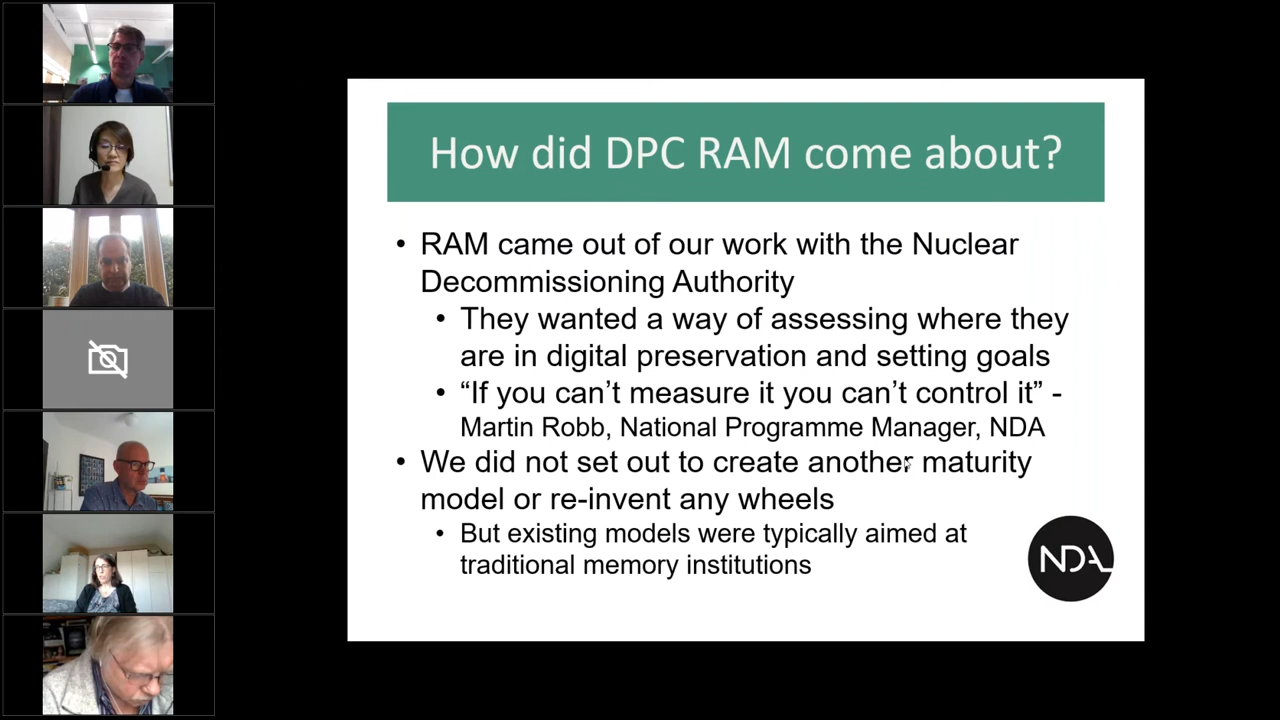 How did DPC RAM come about?
• RAM came out of our work with the Nuclear
Decommissioning Authority
• They wanted a way of assessing where they
are in digital preservation and setting goals
• “If you can’t measure it you can’t control it” -
Martin Robb, National Programme Manager, NDA
• We did not set out to create another maturity
model or re-invent any wheels
• But existing models were typically aimed at
traditional memory institutions
NDA